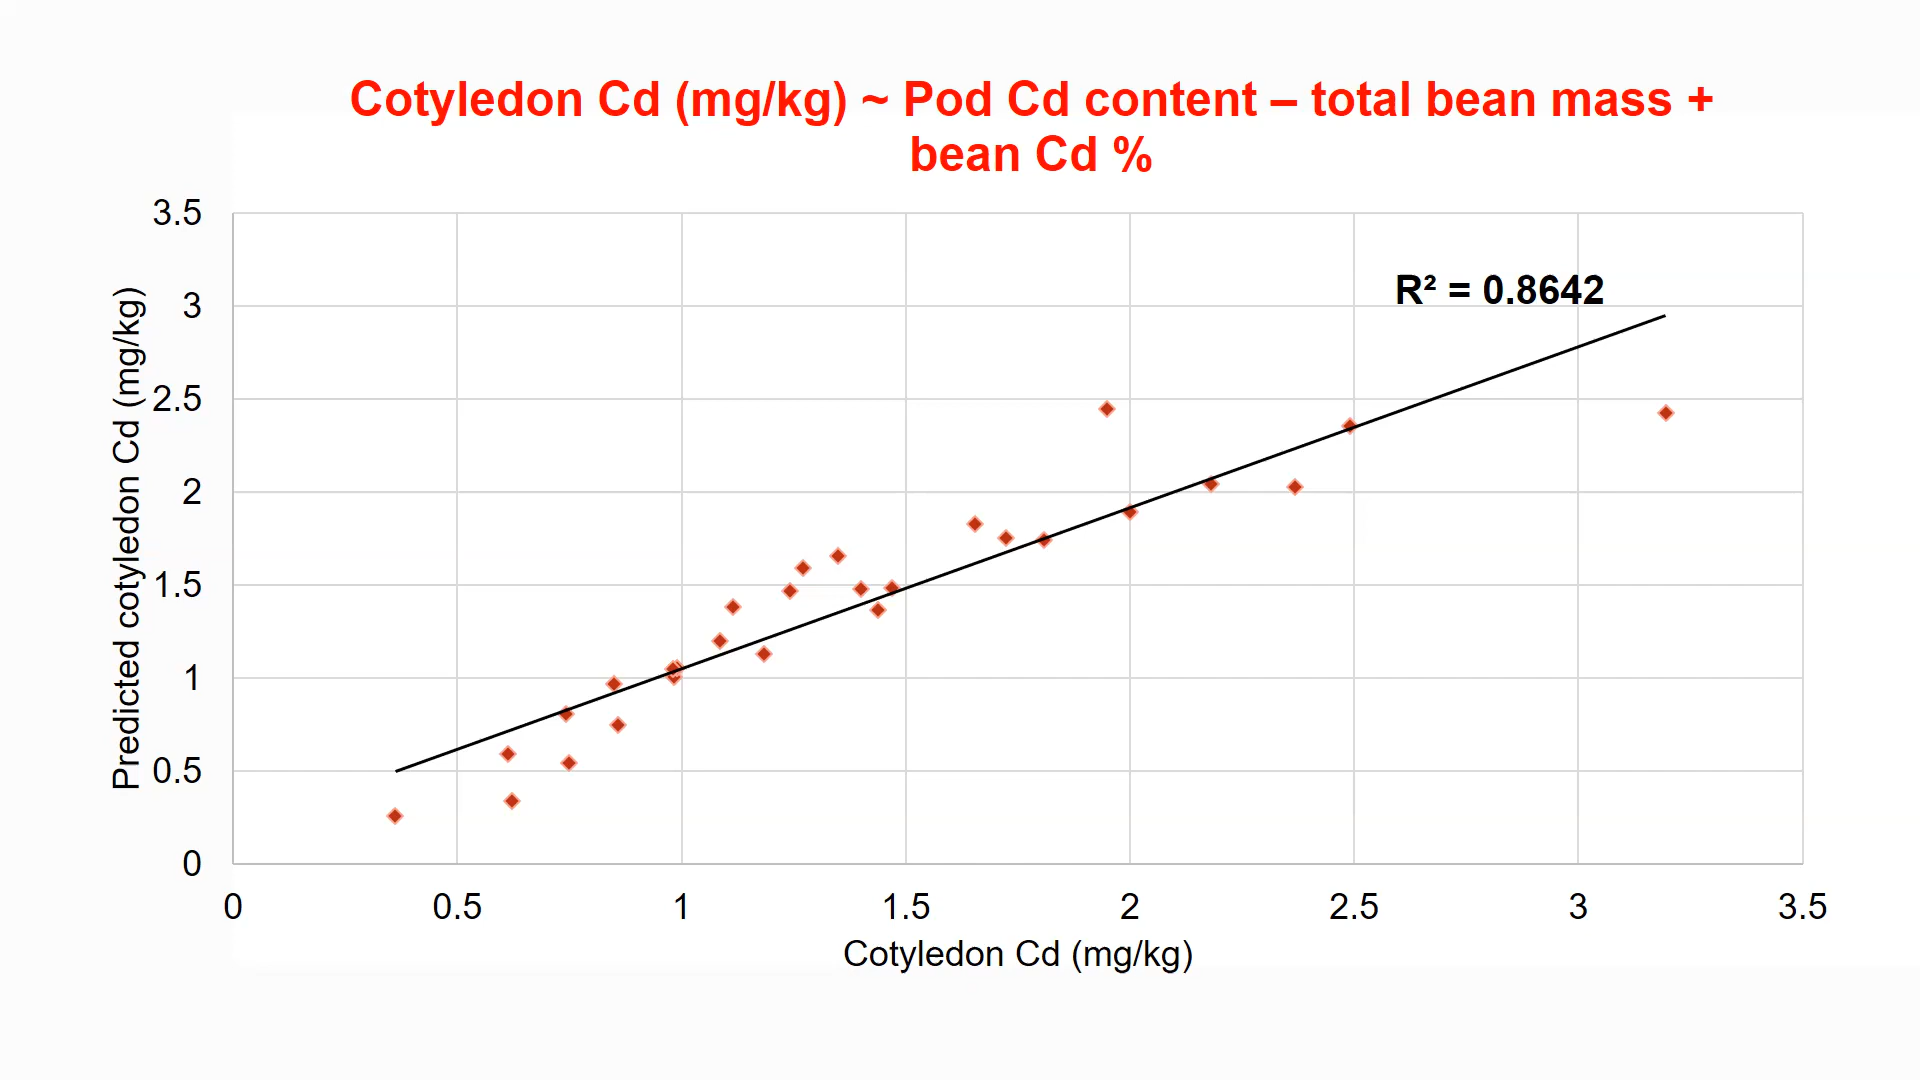 Cotyledon Cd (mg/kg) ~ Pod Cd content – total bean mass +
bean Cd %
3.5
3
2.5
2
1.5
1
0.5
0
Predicted cotyledon Cd (mg/kg)
R² = 0.8642
0 0.5 1 1.5 2 2.5 3 3.5
Cotyledon Cd (mg/kg)